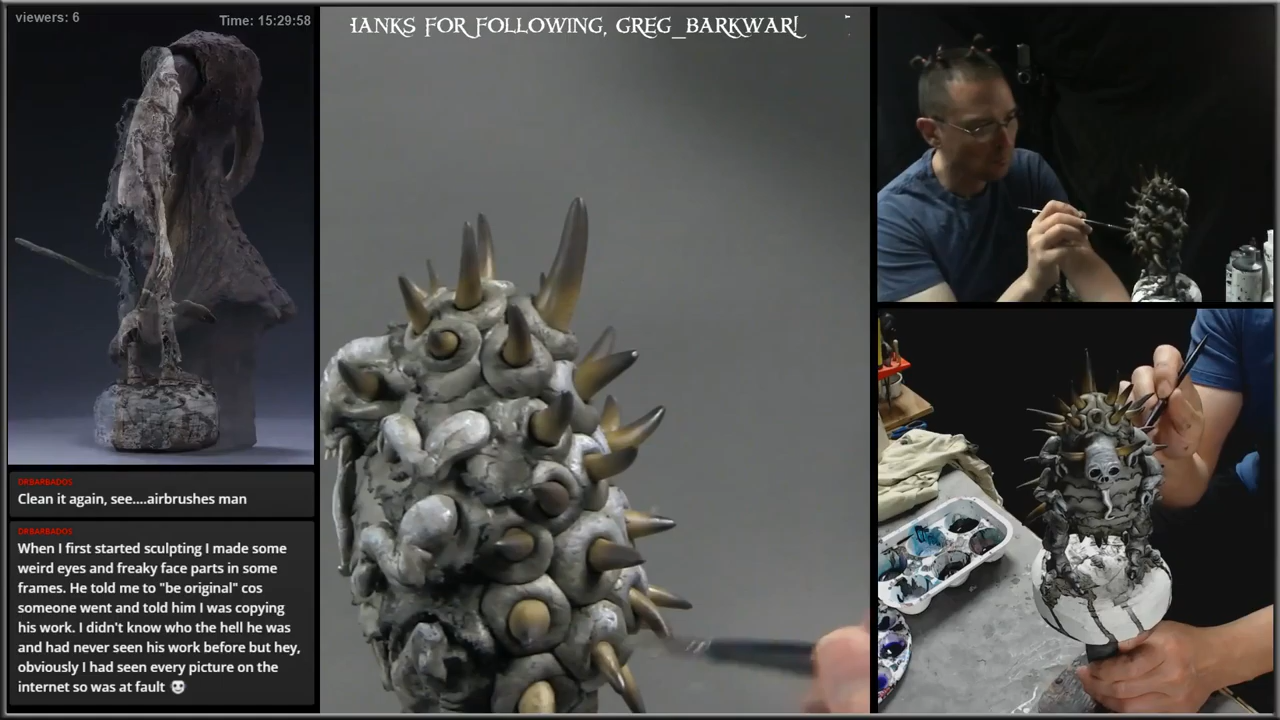 viewers: 6
Time: 15:29:58
HANKS FOR FOLLOWING, GREG_BARKWAR!
DRBARBADOS
Clean it again, see....airbrushes man
DRBARBADOS
When I first started sculpting I made some
weird eyes and freaky face parts in some
frames. He told me to "be original" cos
someone went and told him I was copying
his work. I didn't know who the hell he was
and had never seen his work before but hey,
obviously I had seen every picture on the
internet so was at fault 💀